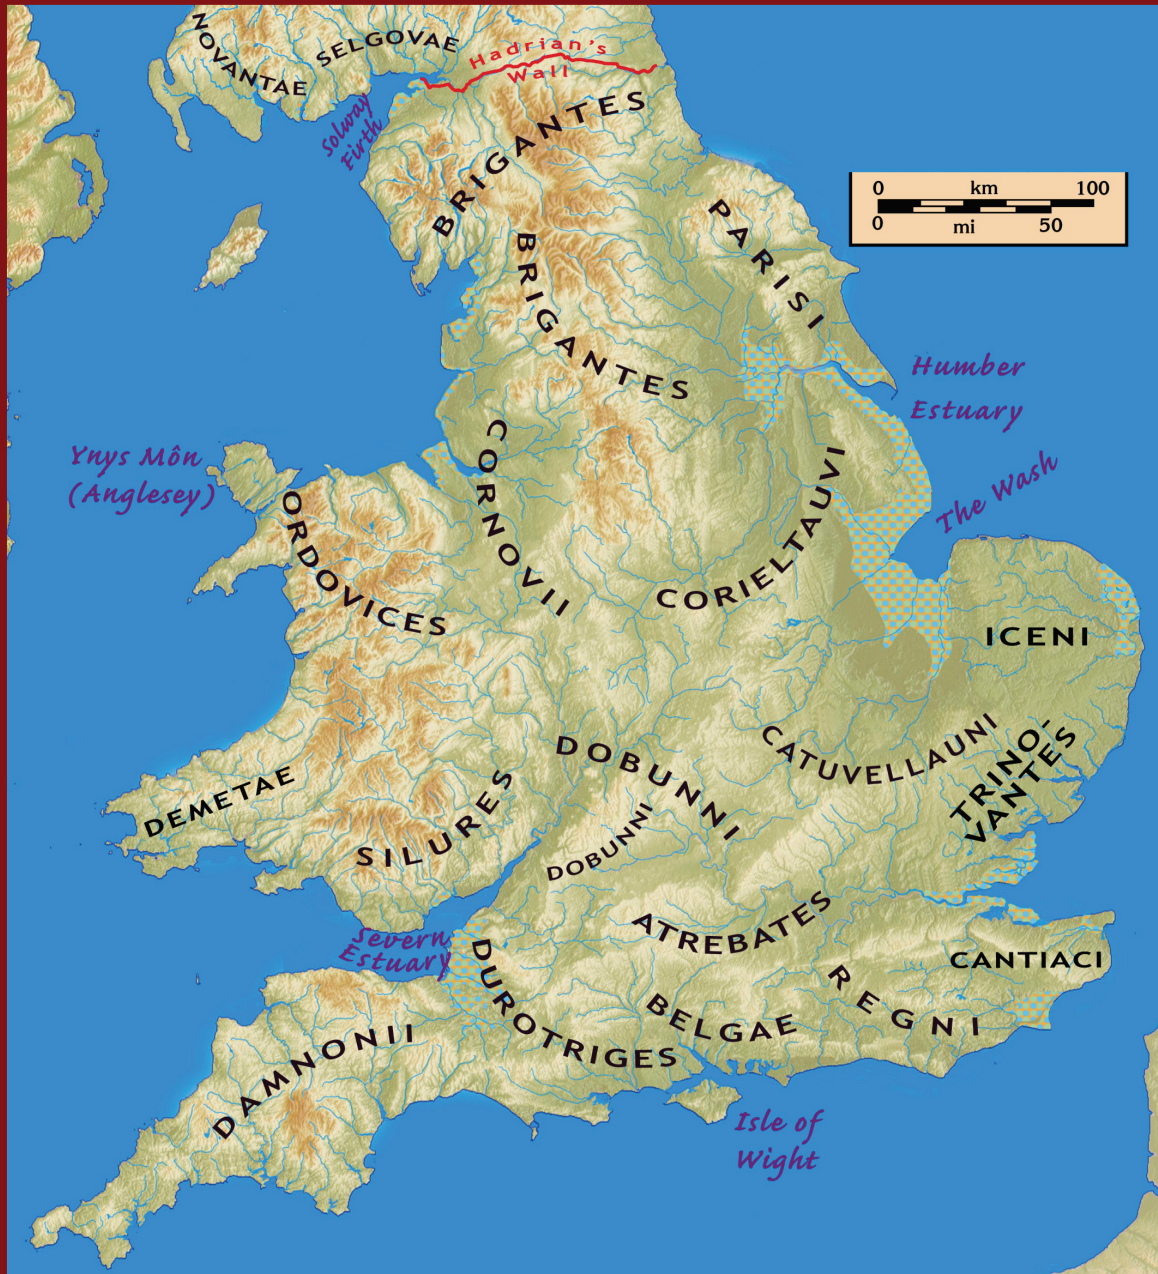 NOVANTAE
SELGOVAE
Hadrian's
Wall
Solway
Firth
BRIGANTES
0 km 100
0 mi 50
PARISI
BRIGANTES
Humber
Estuary
Ynys Môn
(Anglesey)
CORNOVII
The Wash
ORDOVICES
CORIELTAUVI
ICENI
DOBUNNI
CATUVELLAUNI
TRINO-
VANTES
DEMETAE
SILURES
DOBUNNI
ATREBATES
Severn
Estuary
DUROTRIGES
CANTIACI
REGNI
BELGAE
DAMNONII
Isle of
Wight